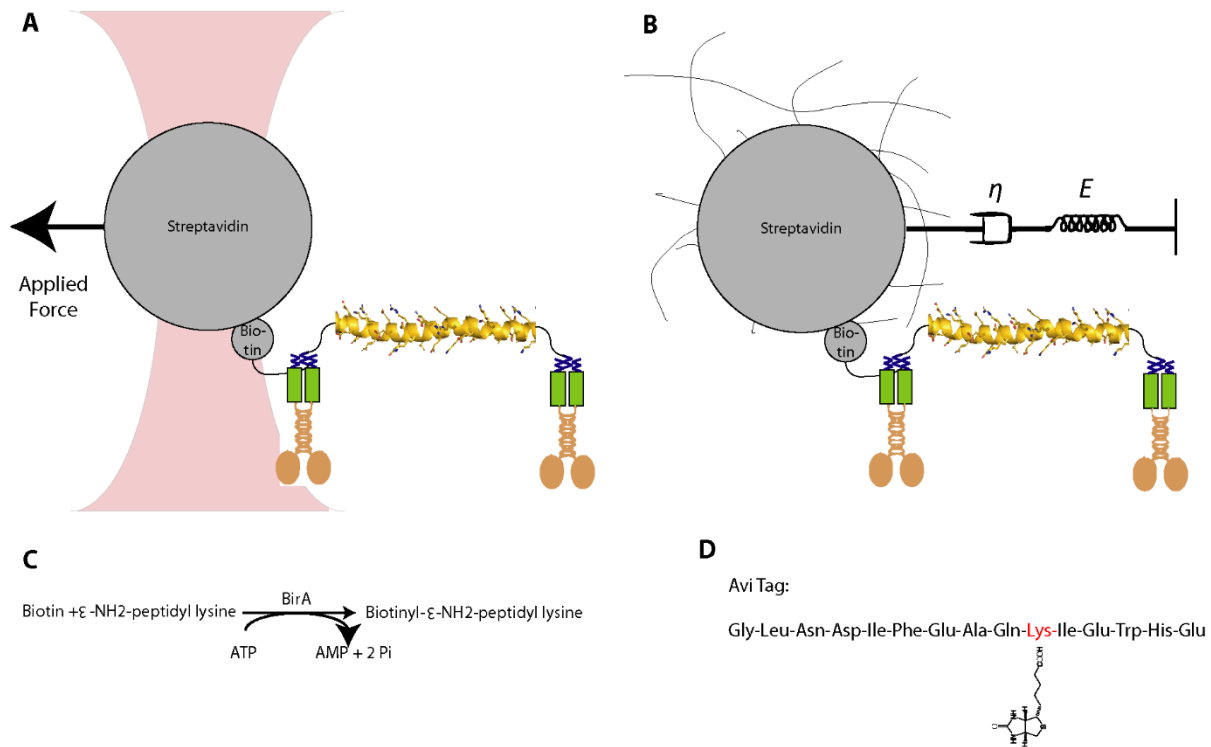 A
Streptavidin
Applied
Force
Bio-
tin
B
η
E
Streptavidin
Bio-
tin
C
BirA
Biotin +ε-NH2-peptidyl lysine
Biotinyl-ε-NH2-peptidyl lysine
ATP
AMP + 2 Pi
D
Avi Tag:
Gly-Leu-Asn-Asp-Ile-Phe-Glu-Ala-Gln-Lys-Ile-Glu-Trp-His-Glu